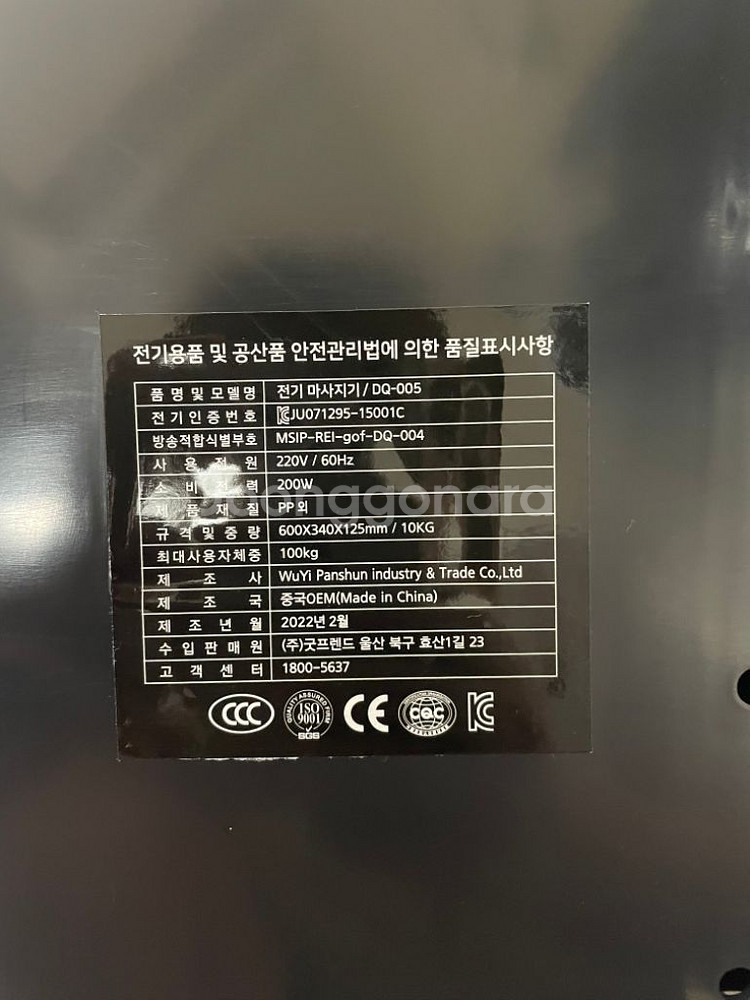 전기용품 및 공산품 안전관리법에 의한 품질표시사항
품 명 및 모델명 전기 마사지기 / DQ-005
전 기 인 증 번 호 JU071295-15001C
방송적합식별부호 MSIP-REI-gof-DQ-004
사 용 전 원 220V / 60Hz
소 비 전 력 200W
joonggonara
제 품 재 질 PP 외
규 격 및 중 량 600X340X125mm / 10KG
최대사용자체중 100kg
제 조 사 WuYi Panshun industry & Trade Co.,Ltd
제 조 국 중국OEM(Made in China)
제 조 년 월 2022년 2월
수 입 판 매 원 (주)굿프렌드 울산 북구 효산1길 23
고 객 센 터 1800-5637
CCC QUALITY ASSURED FIRM ISO 9001 SGS CE CQC KC